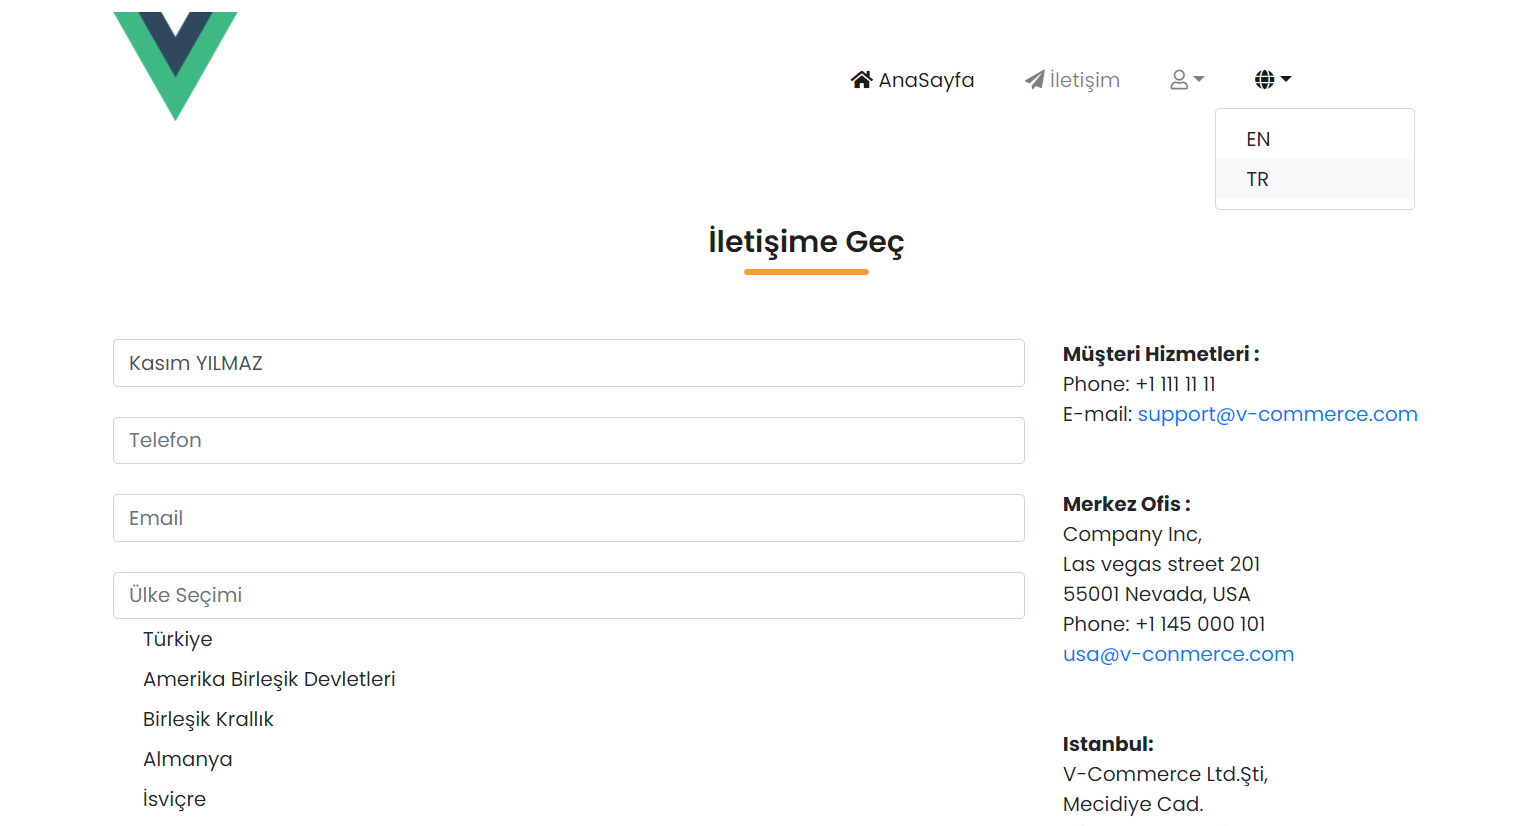 AnaSayfa
İletişim
EN
TR
İletişime Geç
Kasım YILMAZ
Telefon
Email
Ülke Seçimi
Türkiye
Amerika Birleşik Devletleri
Birleşik Krallık
Almanya
İsviçre
Müşteri Hizmetleri :
Phone: +1 111 11 11
E-mail: support@v-commerce.com
Merkez Ofis :
Company Inc,
Las vegas street 201
55001 Nevada, USA
Phone: +1 145 000 101
usa@v-conmerce.com
Istanbul:
V-Commerce Ltd.Şti,
Mecidiye Cad.